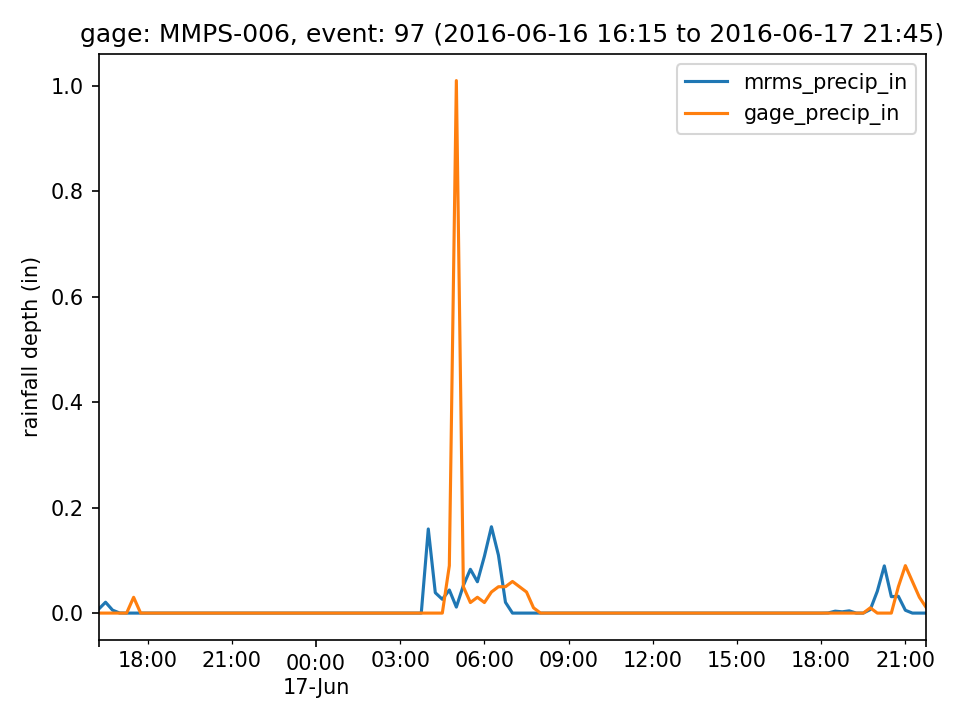 gage: MMPS-006, event: 97 (2016-06-16 16:15 to 2016-06-17 21:45)
mrms_precip_in
gage_precip_in
rainfall depth (in)
1.0
0.8
0.6
0.4
0.2
0.0
18:00 21:00 00:00 03:00 06:00 09:00 12:00 15:00 18:00 21:00
17-Jun